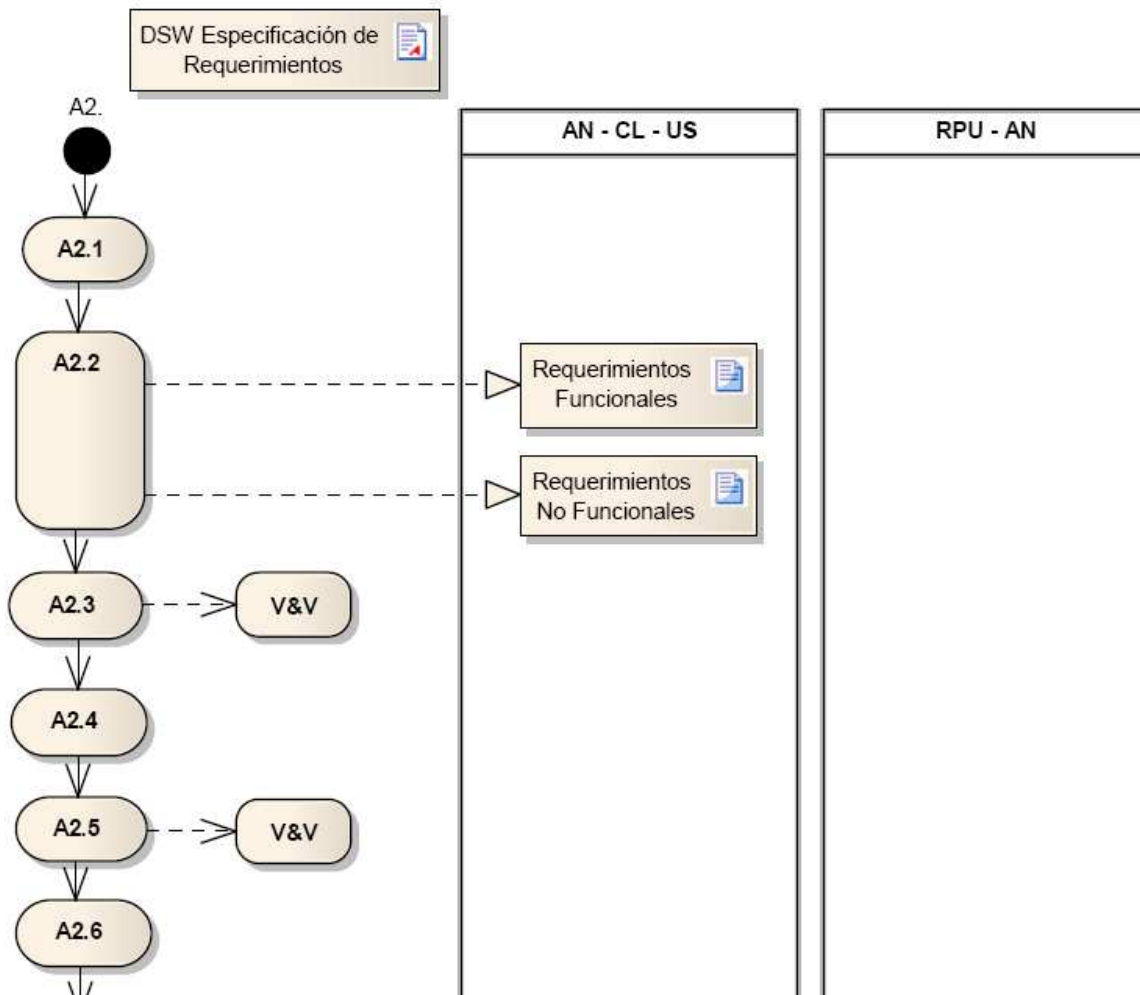 DSW Especificación de
Requerimientos
A2.
AN - CL - US
RPU - AN
A2.1
A2.2
Requerimientos
Funcionales
Requerimientos
No Funcionales
A2.3
V&V
A2.4
A2.5
V&V
A2.6